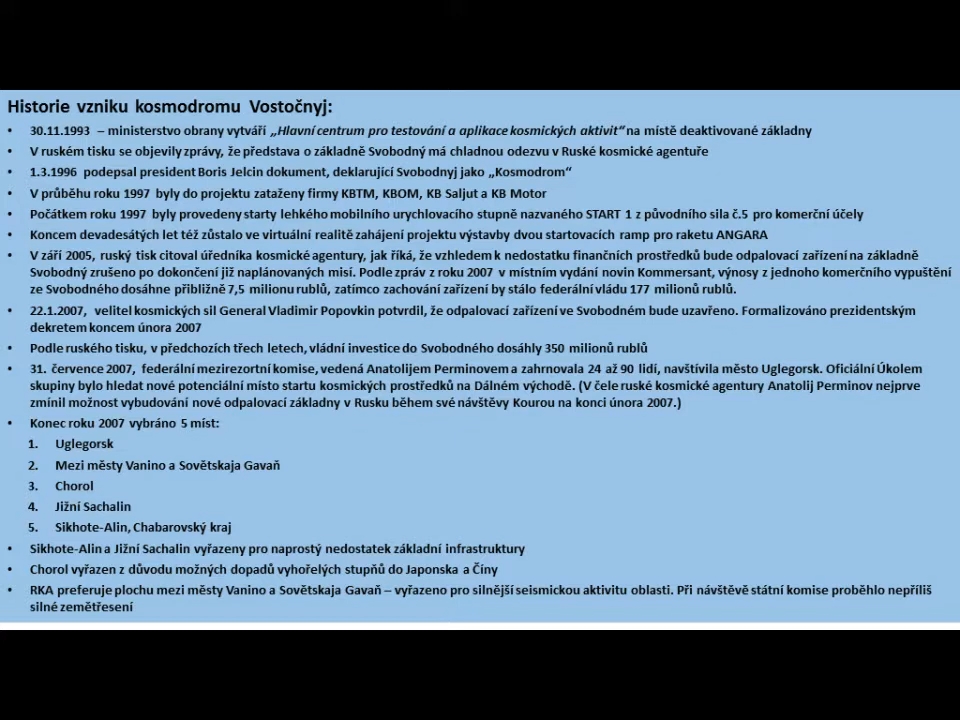 Historie vzniku kosmodromu Vostočnyj:
• 30.11.1993 – ministerstvo obrany vytváří „Hlavní centrum pro testování a aplikace kosmických aktivit“ na místě deaktivované základny
• V ruském tisku se objevily zprávy, že představa o základně Svobodný má chladnou odezvu v Ruské kosmické agentuře
• 1.3.1996 podepsal president Boris Jelcin dokument, deklarující Svobodnyj jako „Kosmodrom“
• V průběhu roku 1997 byly do projektu zataženy firmy KBTM, KBOM, KB Saljut a KB Motor
• Počátkem roku 1997 byly provedeny starty lehkého mobilního urychlovacího stupně nazvaného START 1 z původního sila č.5 pro komerční účely
• Koncem devadesátých let též zůstalo ve virtuální realitě zahájení projektu výstavby dvou startovacích ramp pro raketu ANGARA
• V září 2005, ruský tisk citoval úředníka kosmické agentury, jak říká, že vzhledem k nedostatku finančních prostředků bude odpalovací zařízení na základně
Svobodný zrušeno po dokončení již naplánovaných misí. Podle zpráv z roku 2007 v místním vydání novin Kommersant, výnosy z jednoho komerčního vypuštění
ze Svobodného dosáhne přibližně 7,5 milionu rublů, zatímco zachování zařízení by stálo federální vládu 177 milionů rublů.
• 22.1.2007, velitel kosmických sil General Vladimir Popovkin potvrdil, že odpalovací zařízení ve Svobodném bude uzavřeno. Formalizováno prezidentským
dekretem koncem února 2007
• Podle ruského tisku, v předchozích třech letech, vládní investice do Svobodného dosáhly 350 milionů rublů
• 31. července 2007, federální mezirezortní komise, vedená Anatolijem Perminovem a zahrnovala 24 až 90 lidí, navštívila město Uglegorsk. Oficiální Úkolem
skupiny bylo hledat nové potenciální místo startu kosmických prostředků na Dálném východě. (V čele ruské kosmické agentury Anatolij Perminov nejprve
zmínil možnost vybudování nové odpalovací základny v Rusku během své návštěvy Kourou na konci února 2007.)
• Konec roku 2007 vybráno 5 míst:
1. Uglegorsk
2. Mezi městy Vanino a Sovětskaja Gavaň
3. Chorol
4. Jižní Sachalin
5. Sikhote-Alin, Chabarovský kraj
• Sikhote-Alin a Jižní Sachalin vyřazeny pro naprostý nedostatek základní infrastruktury
• Chorol vyřazen z důvodu možných dopadů vyhořelých stupňů do Japonska a Číny
• RKA preferuje plochu mezi městy Vanino a Sovětskaja Gavaň – vyřazeno pro silnější seismickou aktivitu oblasti. Při návštěvě státní komise proběhlo nepříliš
silné zemětřesení